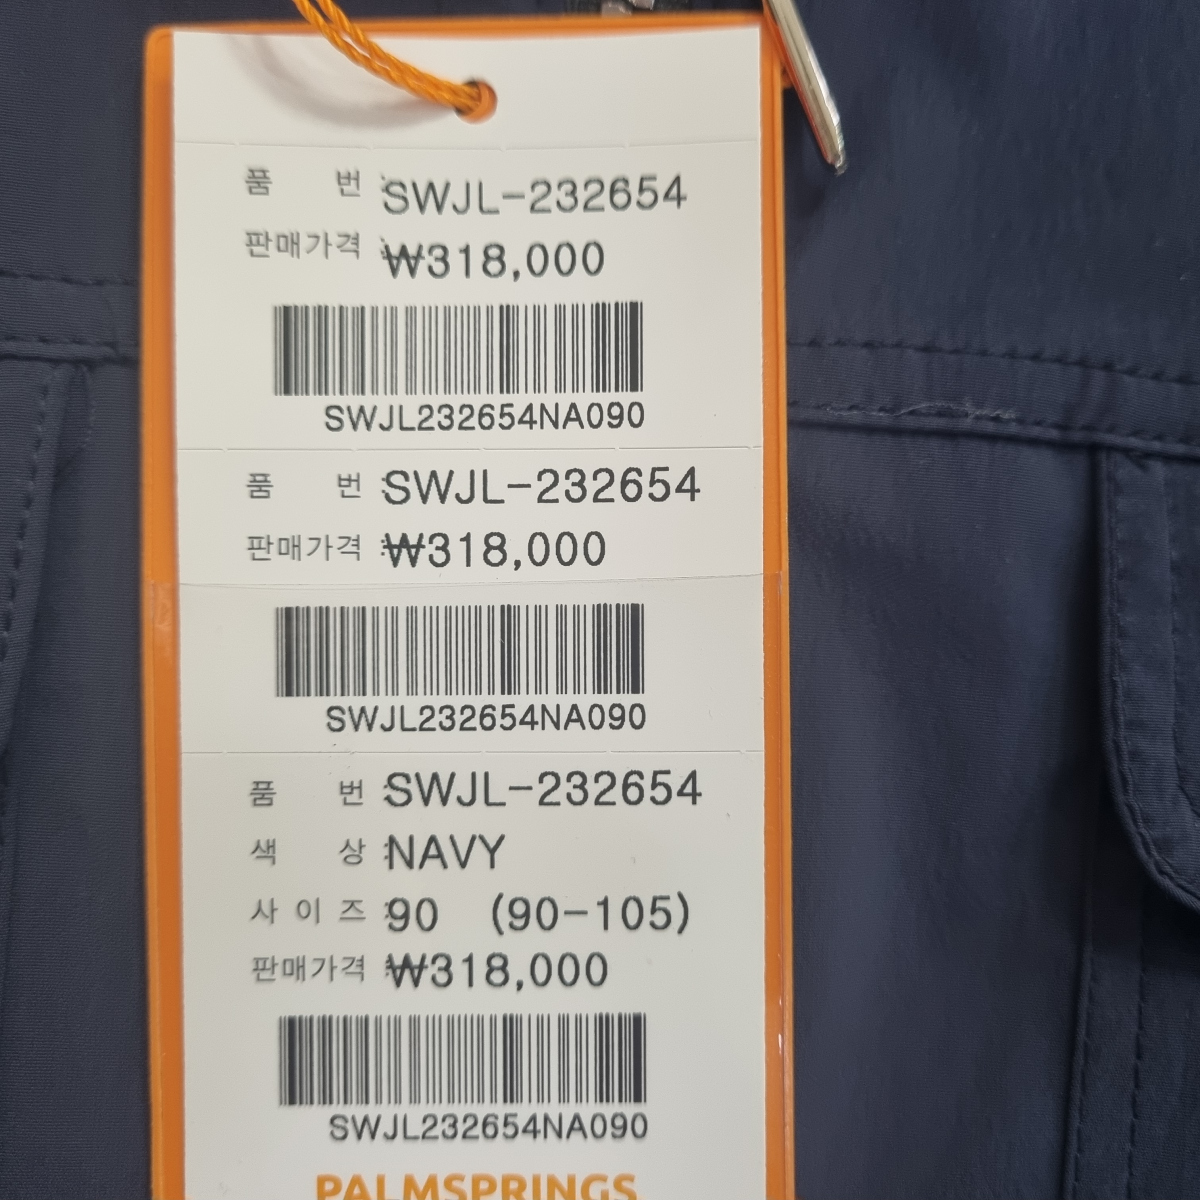 품 번 :SWJL-232654
판매가격 :₩318,000
SWJL232654NA090
품 번 :SWJL-232654
판매가격 :₩318,000
SWJL232654NA090
품 번 :SWJL-232654
색 상 :NAVY
사 이 즈 :90 (90-105)
판매가격 :₩318,000
SWJL232654NA090
PALMSPRINGS